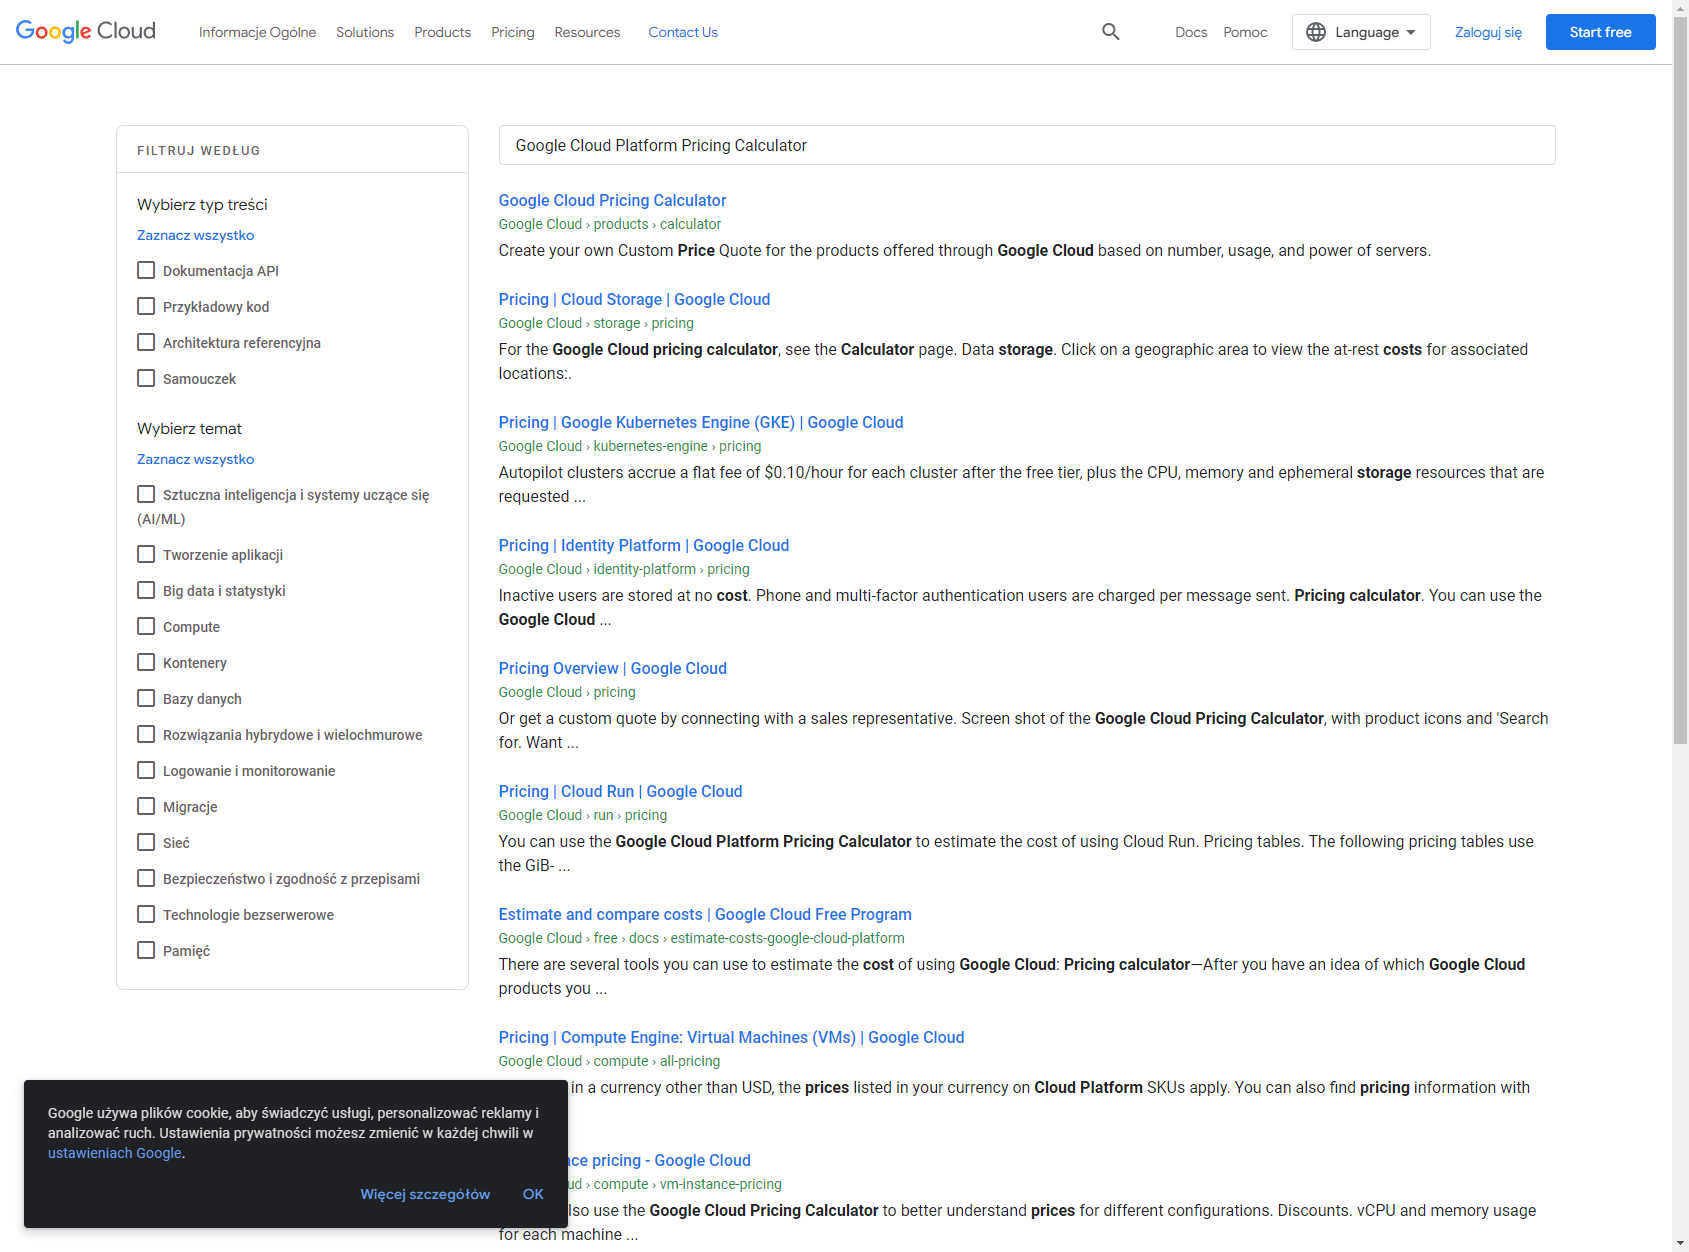 Google Cloud
Informacje Ogólne Solutions Products Pricing Resources Contact Us Docs Pomoc Language Zaloguj się Start free
FILTRUJ WEDŁUG
Wybierz typ treści
Zaznacz wszystko
Dokumentacja API
Przykładowy kod
Architektura referencyjna
Samouczek
Wybierz temat
Zaznacz wszystko
Sztuczna inteligencja i systemy uczące się
(AI/ML)
Tworzenie aplikacji
Big data i statystyki
Compute
Kontenery
Bazy danych
Rozwiązania hybrydowe i wielochmurowe
Logowanie i monitorowanie
Migracje
Sieć
Bezpieczeństwo i zgodność z przepisami
Technologie bezserwerowe
Pamięć
Google Cloud Platform Pricing Calculator
Google Cloud Pricing Calculator
Google Cloud › products › calculator
Create your own Custom Price Quote for the products offered through Google Cloud based on number, usage, and power of servers.
Pricing | Cloud Storage | Google Cloud
Google Cloud › storage › pricing
For the Google Cloud pricing calculator, see the Calculator page. Data storage. Click on a geographic area to view the at-rest costs for associated
locations:.
Pricing | Google Kubernetes Engine (GKE) | Google Cloud
Google Cloud › kubernetes-engine › pricing
Autopilot clusters accrue a flat fee of $0.10/hour for each cluster after the free tier, plus the CPU, memory and ephemeral storage resources that are
requested ...
Pricing | Identity Platform | Google Cloud
Google Cloud › identity-platform › pricing
Inactive users are stored at no cost. Phone and multi-factor authentication users are charged per message sent. Pricing calculator. You can use the
Google Cloud ...
Pricing Overview | Google Cloud
Google Cloud › pricing
Or get a custom quote by connecting with a sales representative. Screen shot of the Google Cloud Pricing Calculator, with product icons and 'Search
for. Want ...
Pricing | Cloud Run | Google Cloud
Google Cloud › run › pricing
You can use the Google Cloud Platform Pricing Calculator to estimate the cost of using Cloud Run. Pricing tables. The following pricing tables use
the GiB- ...
Estimate and compare costs | Google Cloud Free Program
Google Cloud › free › docs › estimate-costs-google-cloud-platform
There are several tools you can use to estimate the cost of using Google Cloud: Pricing calculator—After you have an idea of which Google Cloud
products you ...
Pricing | Compute Engine: Virtual Machines (VMs) | Google Cloud
Google Cloud › compute › all-pricing
in a currency other than USD, the prices listed in your currency on Cloud Platform SKUs apply. You can also find pricing information with
pricing - Google Cloud
› compute › vm-instance-pricing
use the Google Cloud Pricing Calculator to better understand prices for different configurations. Discounts. vCPU and memory usage
for each machine ...
Google używa plików cookie, aby świadczyć usługi, personalizować reklamy i
analizować ruch. Ustawienia prywatności możesz zmienić w każdej chwili w
ustawieniach Google.
Więcej szczegółów OK